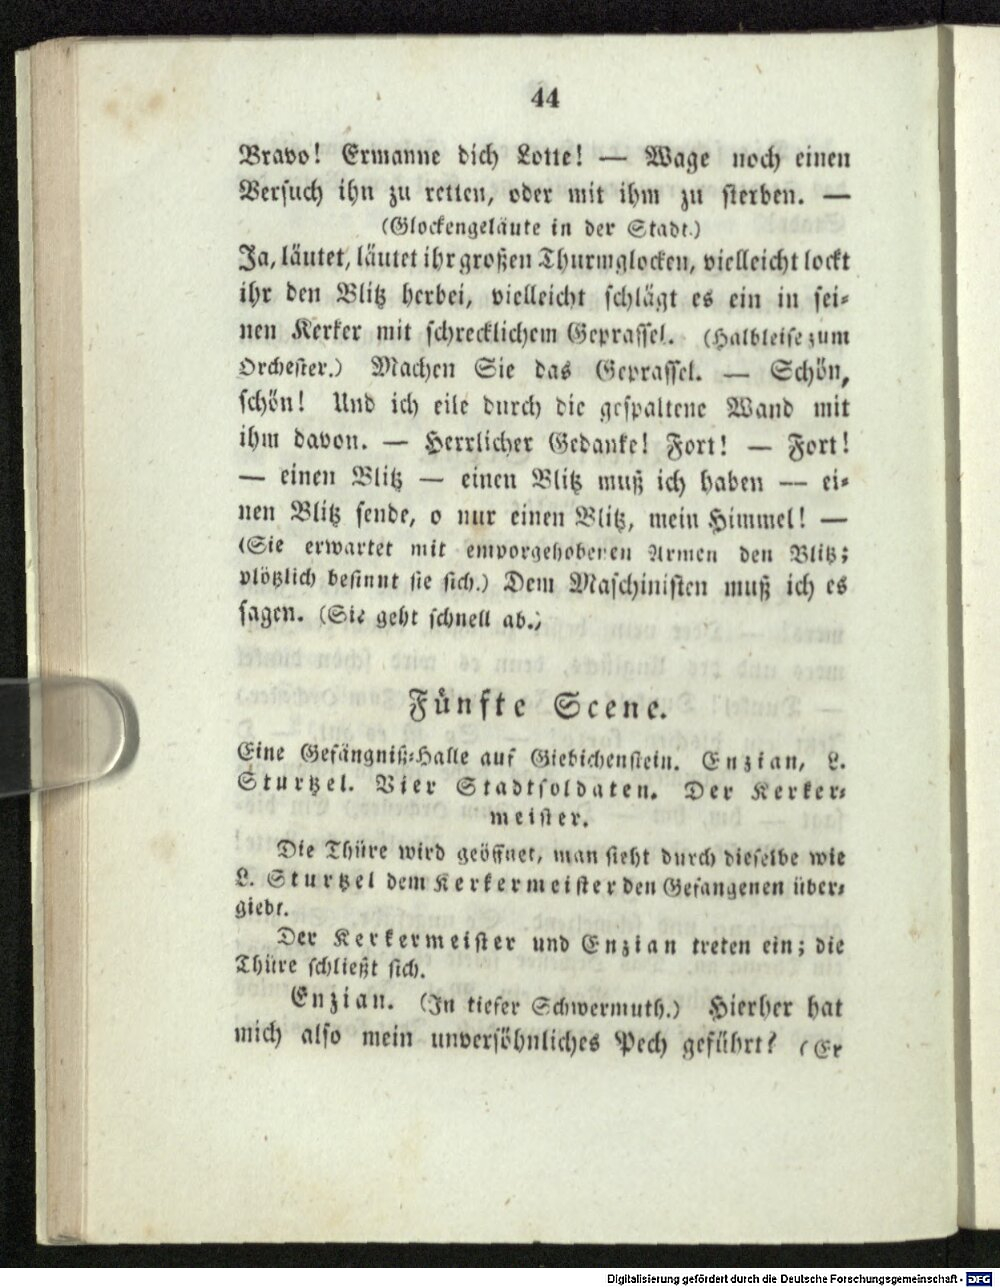 44
Bravo! Ermanne dich Lotte! — Wage noch einen
Versuch ihn zu retten, oder mit ihm zu sterben. —
(Glockengeläute in der Stadt.)
Ja, läutet, läutet ihr großen Thurmglocken, vielleicht lockt
ihr den Blitz herbei, vielleicht schlägt es ein in sei-
nen Kerker mit schrecklichem Geprassel. (Halbleise zum
Orchester.) Machen Sie das Geprassel. — Schön,
schön! Und ich eile durch die gespaltene Wand mit
ihm davon. — Herrlicher Gedanke! Fort! — Fort!
— einen Blitz — einen Blitz muß ich haben — ei-
nen Blitz sende, o nur einen Blitz, mein Himmel! —
(Sie erwartet mit emporgehobenen Armen den Blitz;
plötzlich besinnt sie sich.) Dem Maschinisten muß ich es
sagen. (Sie geht schnell ab.)
Fünfte Scene.
Eine Gefängniß-Halle auf Giebichenstein. Enzian, L.
Sturtzel. Vier Stadtsoldaten. Der Kerker-
meister.
Die Thüre wird geöffnet, man sieht durch dieselbe wie
L. Sturtzel dem Kerkermeister den Gefangenen über-
giebt.
Der Kerkermeister und Enzian treten ein; die
Thüre schließt sich.
Enzian. (In tiefer Schwermuth.) Hierher hat
mich also mein unversöhnliches Pech geführt? (Er
Digitalisierung gefördert durch die Deutsche Forschungsgemeinschaft - DFG